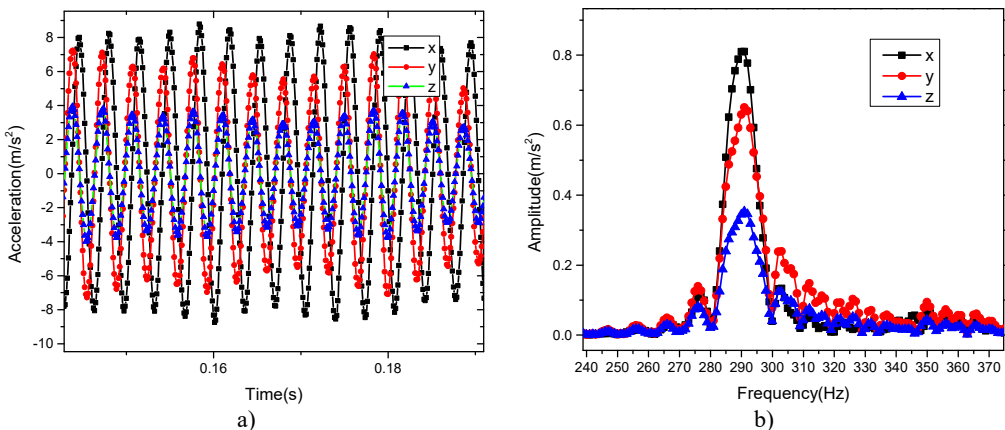 8
6
4
2
0
-2
-4
-6
-8
-10
Acceleration(m/s²)
x
y
z
0.16
0.18
Time(s)
a)
0.8
0.6
0.4
0.2
0.0
Amplitude(m/s²)
x
y
z
240 250 260 270 280 290 300 310 320 330 340 350 360 370
Frequency(Hz)
b)